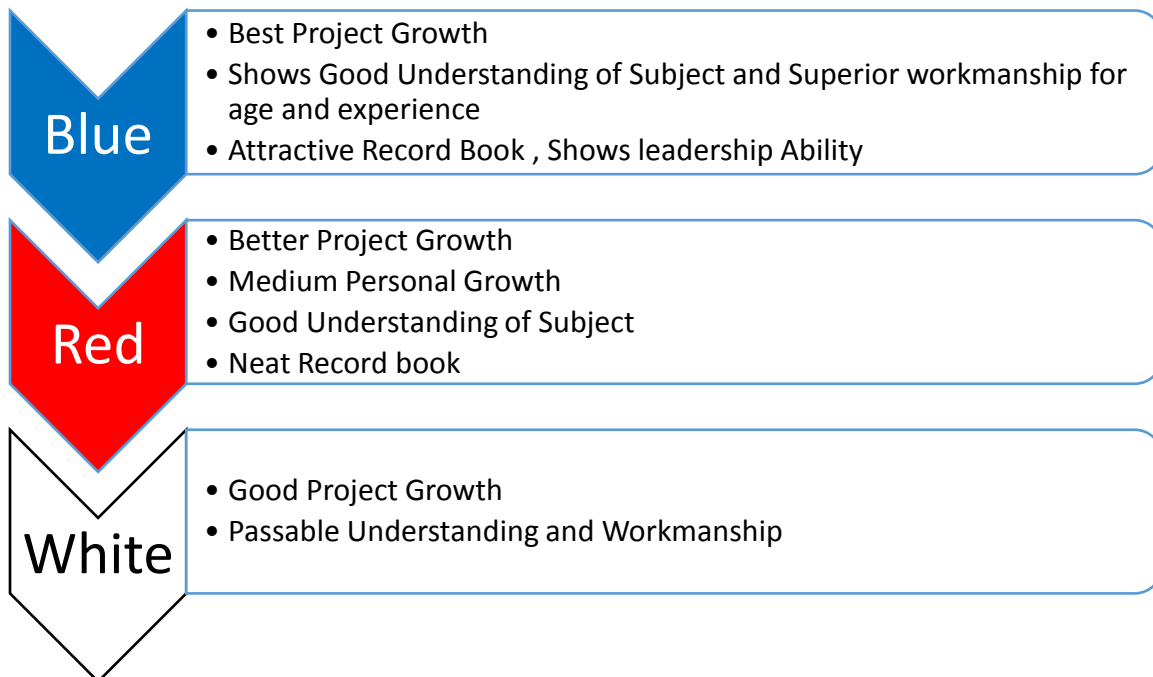 Blue
• Best Project Growth
• Shows Good Understanding of Subject and Superior workmanship for
age and experience
• Attractive Record Book , Shows leadership Ability
Red
• Better Project Growth
• Medium Personal Growth
• Good Understanding of Subject
• Neat Record book
White
• Good Project Growth
• Passable Understanding and Workmanship